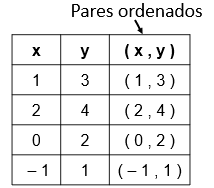 Pares ordenados
x y ( x , y )
1 3 ( 1 , 3 )
2 4 ( 2 , 4 )
0 2 ( 0 , 2 )
– 1 1 ( – 1 , 1 )